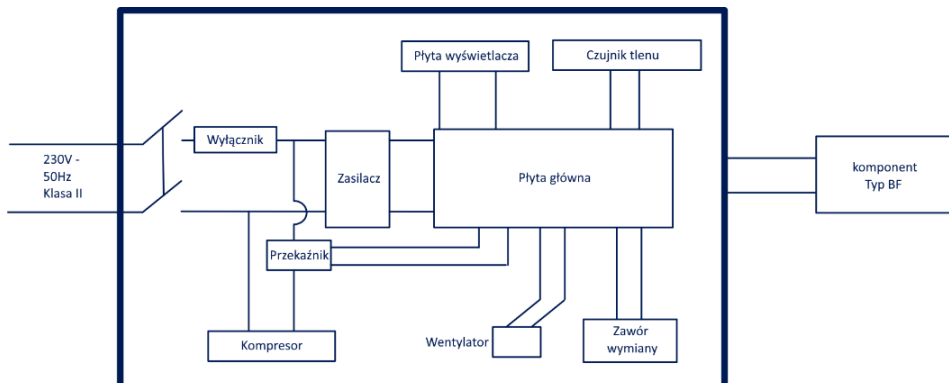 Płyta wyświetlacza
Czujnik tlenu
Wyłącznik
230V -
50Hz
Klasa II
Zasilacz
Płyta główna
komponent
Typ BF
Przekaźnik
Kompresor
Wentylator
Zawór
wymiany